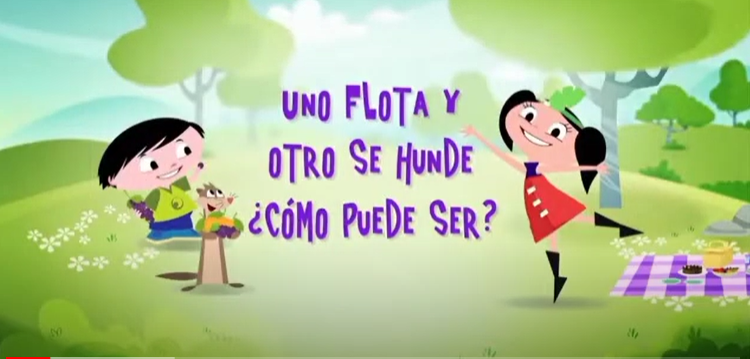 UNO FLOTA Y
OTRO SE HUNDE
¿CÓMO PUEDE SER?